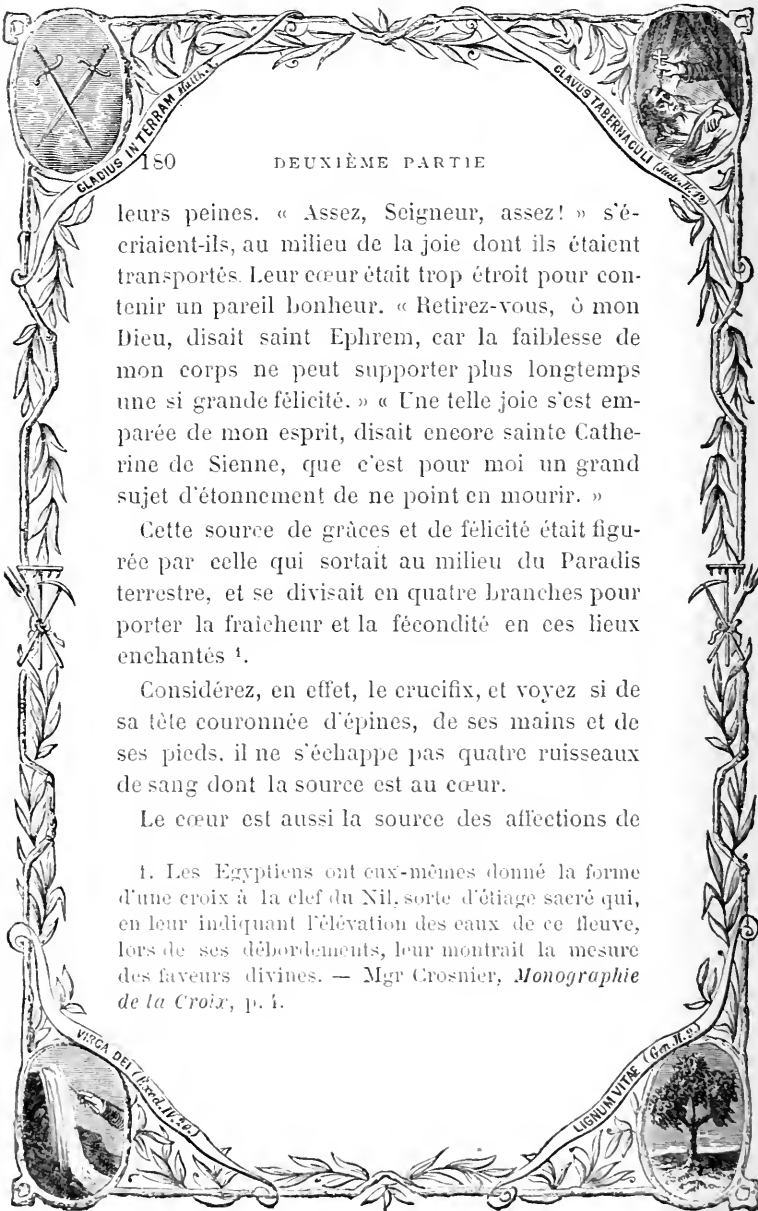 GLADIUS IN TERRAM Matth. X.
CLAVUS TABERNACULI (Judic. IV. 12)
180 DEUXIÈME PARTIE
leurs peines. « Assez, Seigneur, assez! » s'é-
criaient-ils, au milieu de la joie dont ils étaient
transportés. Leur cœur était trop étroit pour con-
tenir un pareil bonheur. « Retirez-vous, ô mon
Dieu, disait saint Ephrem, car la faiblesse de
mon corps ne peut supporter plus longtemps
une si grande félicité. » « Une telle joie s'est em-
parée de mon esprit, disait encore sainte Cathe-
rine de Sienne, que c'est pour moi un grand
sujet d'étonnement de ne point en mourir. »
Cette source de grâces et de félicité était figu-
rée par celle qui sortait au milieu du Paradis
terrestre, et se divisait en quatre branches pour
porter la fraîcheur et la fécondité en ces lieux
enchantés 1.
Considérez, en effet, le crucifix, et voyez si de
sa tête couronnée d'épines, de ses mains et de
ses pieds, il ne s'échappe pas quatre ruisseaux
de sang dont la source est au cœur.
Le cœur est aussi la source des affections de
1. Les Egyptiens ont eux-mêmes donné la forme
d'une croix à la clef du Nil, sorte d'étiage sacré qui,
en leur indiquant l'élévation des eaux de ce fleuve,
lors de ses débordements, leur montrait la mesure
des faveurs divines. — Mgr Crosnier, Monographie
de la Croix, p. 4.
VIRGA DEI (Exod. IV. 20.)
LIGNUM VITAE (Gen. II. 9.)